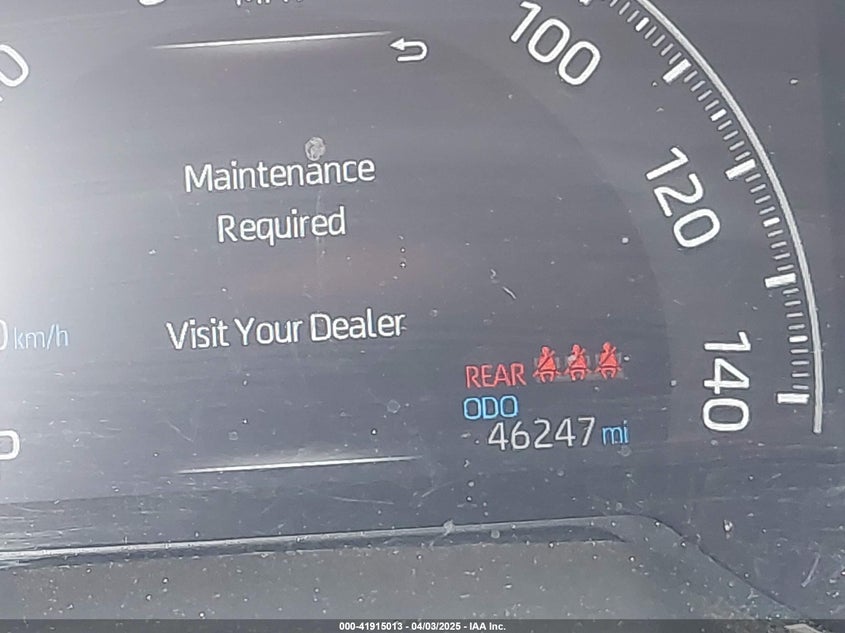 100
Maintenance
Required
120
km/h
Visit Your Dealer
140
REAR
ODO
46247 mi
000-41915013 - 04/03/2025 - IAA Inc.